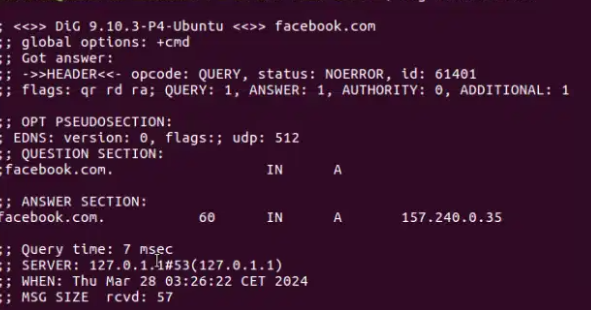 ; <<>> DiG 9.10.3-P4-Ubuntu <<>> facebook.com
;; global options: +cmd
;; Got answer:
;; ->>HEADER<<- opcode: QUERY, status: NOERROR, id: 61401
;; flags: qr rd ra; QUERY: 1, ANSWER: 1, AUTHORITY: 0, ADDITIONAL: 1
;; OPT PSEUDOSECTION:
; EDNS: version: 0, flags:; udp: 512
;; QUESTION SECTION:
;facebook.com. IN A
;; ANSWER SECTION:
facebook.com. 60 IN A 157.240.0.35
;; Query time: 7 msec
;; SERVER: 127.0.1.1#53(127.0.1.1)
;; WHEN: Thu Mar 28 03:26:22 CET 2024
;; MSG SIZE rcvd: 57